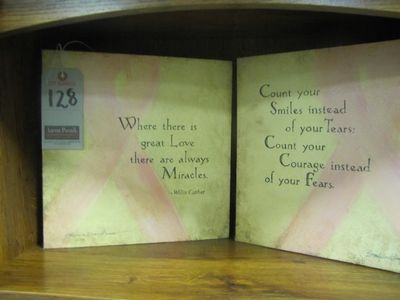 128
Where there is
great Love
there are always
Miracles.
~ Willa Cather
Count your
Smiles instead
of your Tears;
Count your
Courage instead
of your Fears.